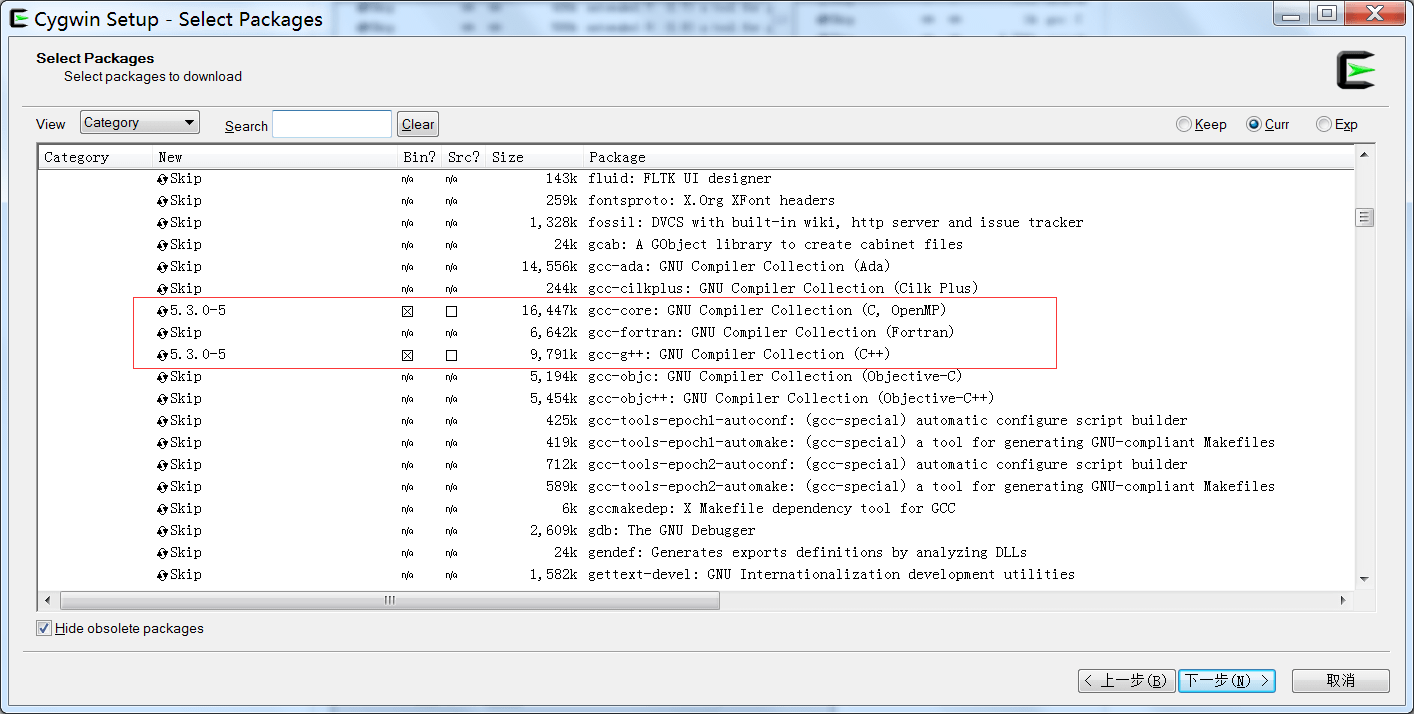 Cygwin Setup - Select Packages
Select Packages
Select packages to download
View Category Search Clear Keep Curr Exp
Category New Bin? Src? Size Package
Skip n/a n/a 143k fluid: FLTK UI designer
Skip n/a n/a 259k fontsproto: X.Org XFont headers
Skip n/a n/a 1,328k fossil: DVCS with built-in wiki, http server and issue tracker
Skip n/a n/a 24k gcab: A GObject library to create cabinet files
Skip n/a n/a 14,556k gcc-ada: GNU Compiler Collection (Ada)
Skip n/a n/a 244k gcc-cilkplus: GNU Compiler Collection (Cilk Plus)
5.3.0-5 16,447k gcc-core: GNU Compiler Collection (C, OpenMP)
Skip n/a n/a 6,642k gcc-fortran: GNU Compiler Collection (Fortran)
5.3.0-5 9,791k gcc-g++: GNU Compiler Collection (C++)
Skip n/a n/a 5,194k gcc-objc: GNU Compiler Collection (Objective-C)
Skip n/a n/a 5,454k gcc-objc++: GNU Compiler Collection (Objective-C++)
Skip n/a n/a 425k gcc-tools-epoch1-autoconf: (gcc-special) automatic configure script builder
Skip n/a n/a 419k gcc-tools-epoch1-automake: (gcc-special) a tool for generating GNU-compliant Makefiles
Skip n/a n/a 712k gcc-tools-epoch2-autoconf: (gcc-special) automatic configure script builder
Skip n/a n/a 589k gcc-tools-epoch2-automake: (gcc-special) a tool for generating GNU-compliant Makefiles
Skip n/a n/a 6k gccmakedep: X Makefile dependency tool for GCC
Skip n/a n/a 2,609k gdb: The GNU Debugger
Skip n/a n/a 24k gendef: Generates exports definitions by analyzing DLLs
Skip n/a n/a 1,582k gettext-devel: GNU Internationalization development utilities
Hide obsolete packages
< 上一步(B) 下一步(N) > 取消